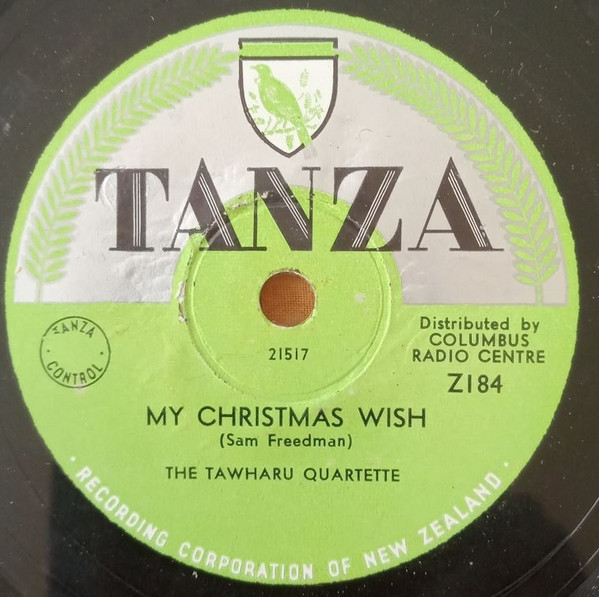 TANZA
TANZA
CONTROL
21517
Distributed by
COLUMBUS
RADIO CENTRE
Z184
MY CHRISTMAS WISH
(Sam Freedman)
THE TAWHARU QUARTETTE
· RECORDING CORPORATION OF NEW ZEALAND ·